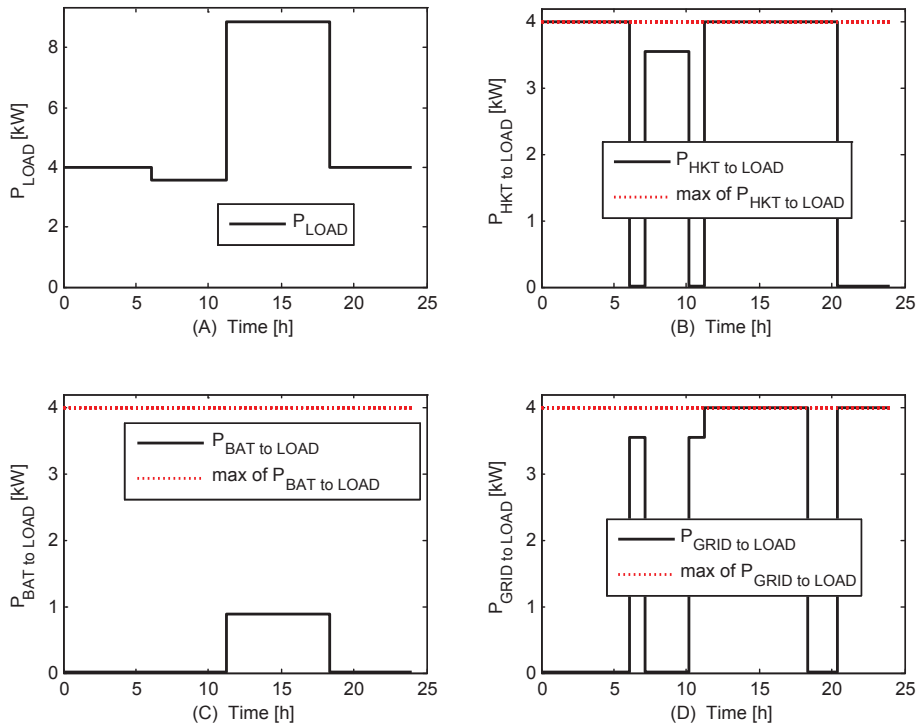 8
6
4
2
0
P_LOAD [kW]
P_LOAD
0 5 10 15 20 25
(A) Time [h]
4
3
2
1
0
P_HKT to LOAD [kW]
P_HKT to LOAD
max of P_HKT to LOAD
0 5 10 15 20 25
(B) Time [h]
4
3
2
1
0
P_BAT to LOAD [kW]
P_BAT to LOAD
max of P_BAT to LOAD
0 5 10 15 20 25
(C) Time [h]
4
3
2
1
0
P_GRID to LOAD [kW]
P_GRID to LOAD
max of P_GRID to LOAD
0 5 10 15 20 25
(D) Time [h]